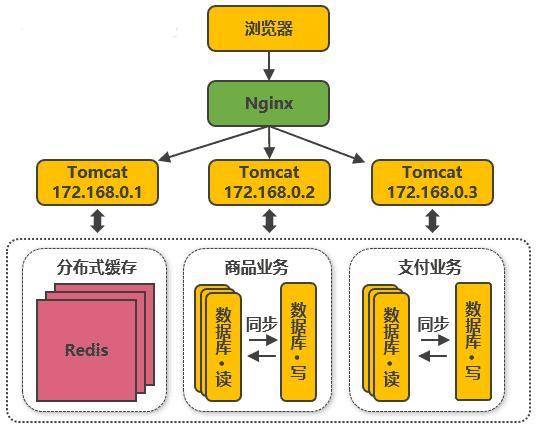 浏览器
Nginx
Tomcat
172.168.0.1
Tomcat
172.168.0.2
Tomcat
172.168.0.3
分布式缓存
Redis
商品业务
数据库·读
同步
数据库·写
支付业务
数据库·读
同步
数据库·写